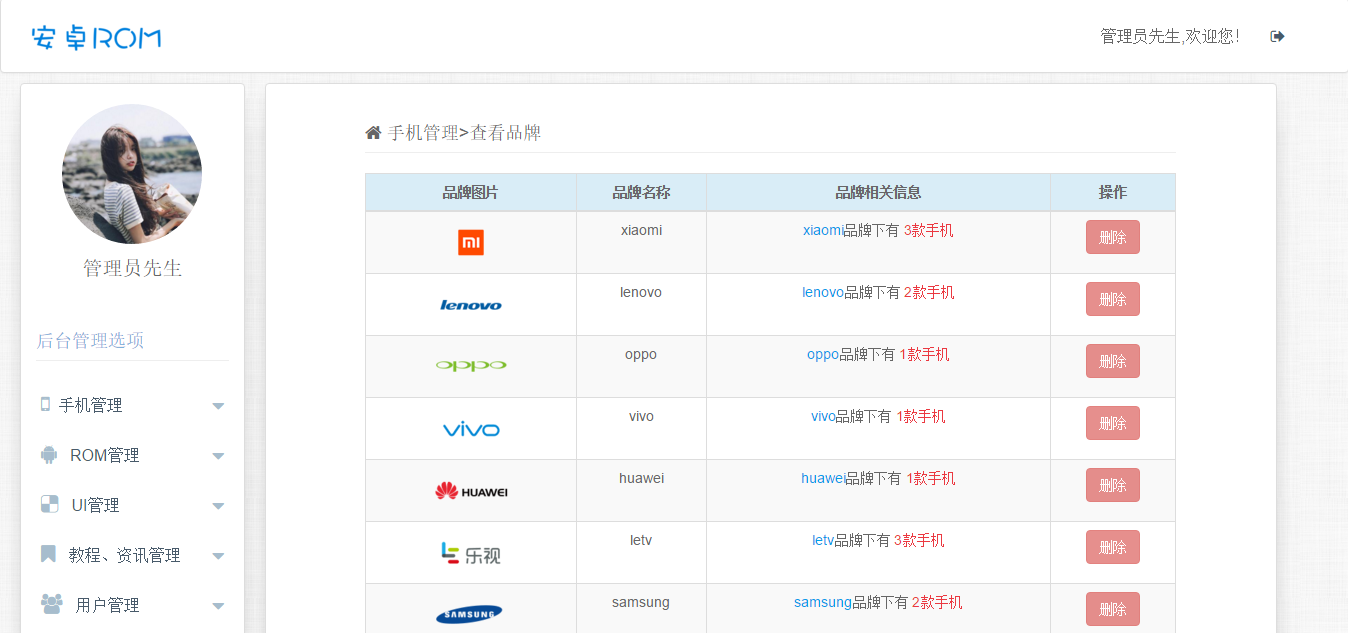 安卓ROM
管理员先生,欢迎您!
管理员先生
后台管理选项
手机管理
ROM管理
UI管理
教程、资讯管理
用户管理
手机管理>查看品牌
品牌图片 品牌名称 品牌相关信息 操作
mi xiaomi xiaomi品牌下有 3款手机 删除
lenovo lenovo lenovo品牌下有 2款手机 删除
oppo oppo oppo品牌下有 1款手机 删除
vivo vivo vivo品牌下有 1款手机 删除
HUAWEI huawei huawei品牌下有 1款手机 删除
乐视 letv letv品牌下有 3款手机 删除
SAMSUNG samsung samsung品牌下有 2款手机 删除